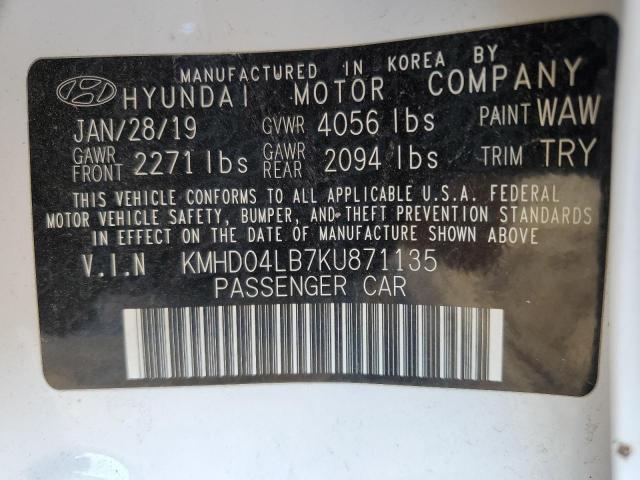 MANUFACTURED IN KOREA BY
HYUNDAI MOTOR COMPANY
JAN/28/19 GVWR 4056 lbs PAINT WAW
GAWR FRONT 2271 lbs GAWR REAR 2094 lbs TRIM TRY
THIS VEHICLE CONFORMS TO ALL APPLICABLE U.S.A. FEDERAL
MOTOR VEHICLE SAFETY, BUMPER, AND THEFT PREVENTION STANDARDS
IN EFFECT ON THE DATE OF MANUFACTURE SHOWN ABOVE
V.I.N KMHD04LB7KU871135
PASSENGER CAR